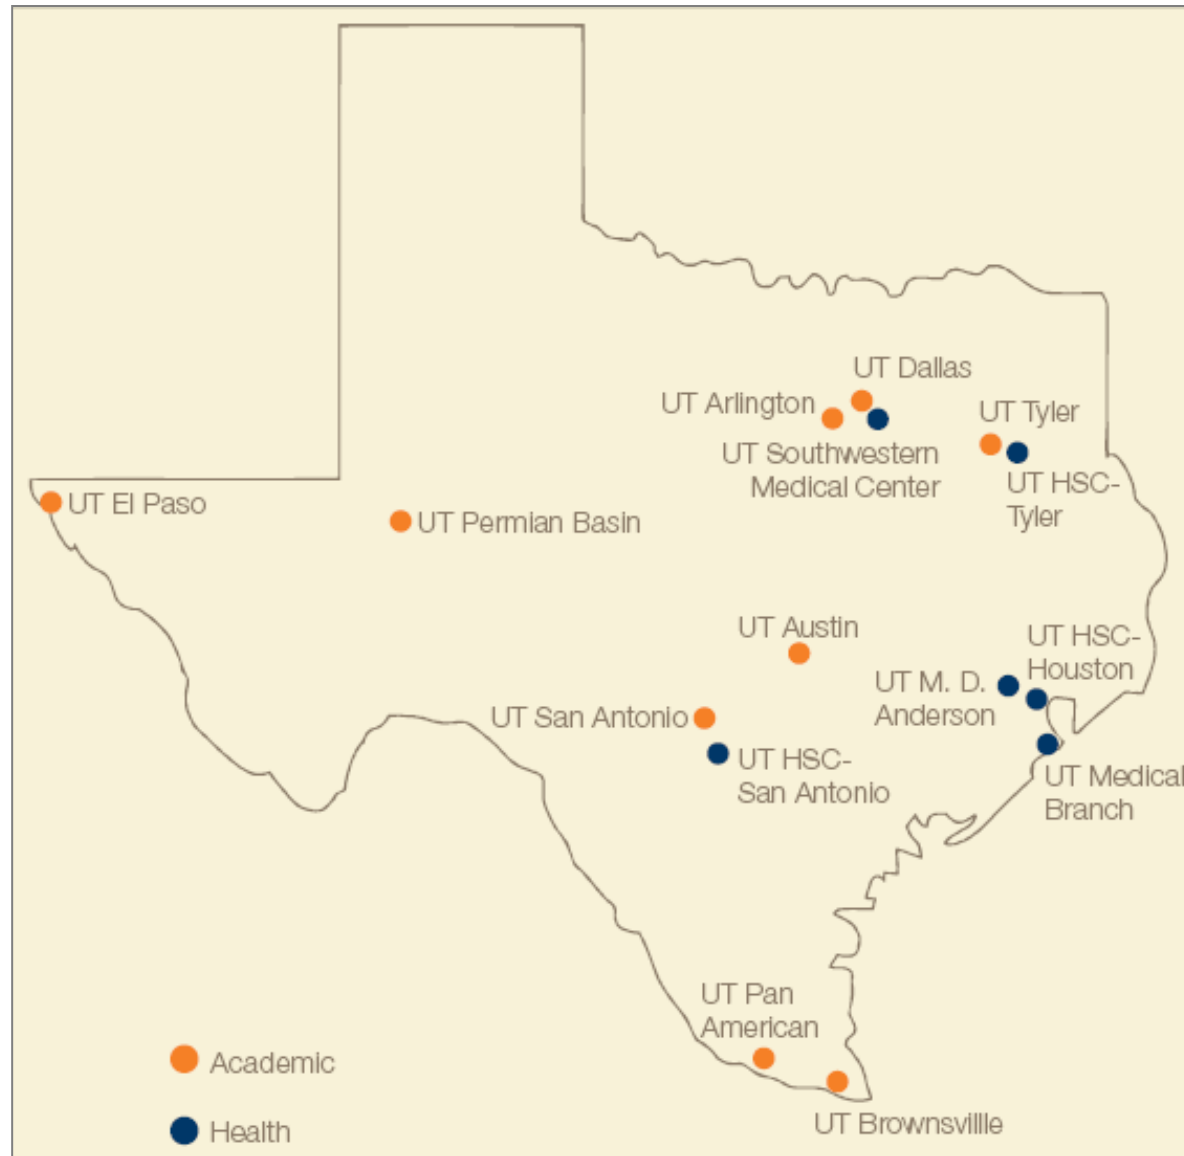 UT Dallas
UT Arlington
UT Tyler
UT Southwestern
Medical Center
UT HSC-
Tyler
UT El Paso
UT Permian Basin
UT Austin
UT HSC-
Houston
UT M. D.
Anderson
UT San Antonio
UT HSC-
San Antonio
UT Medical
Branch
UT Pan
American
UT Brownsvillle
Academic
Health